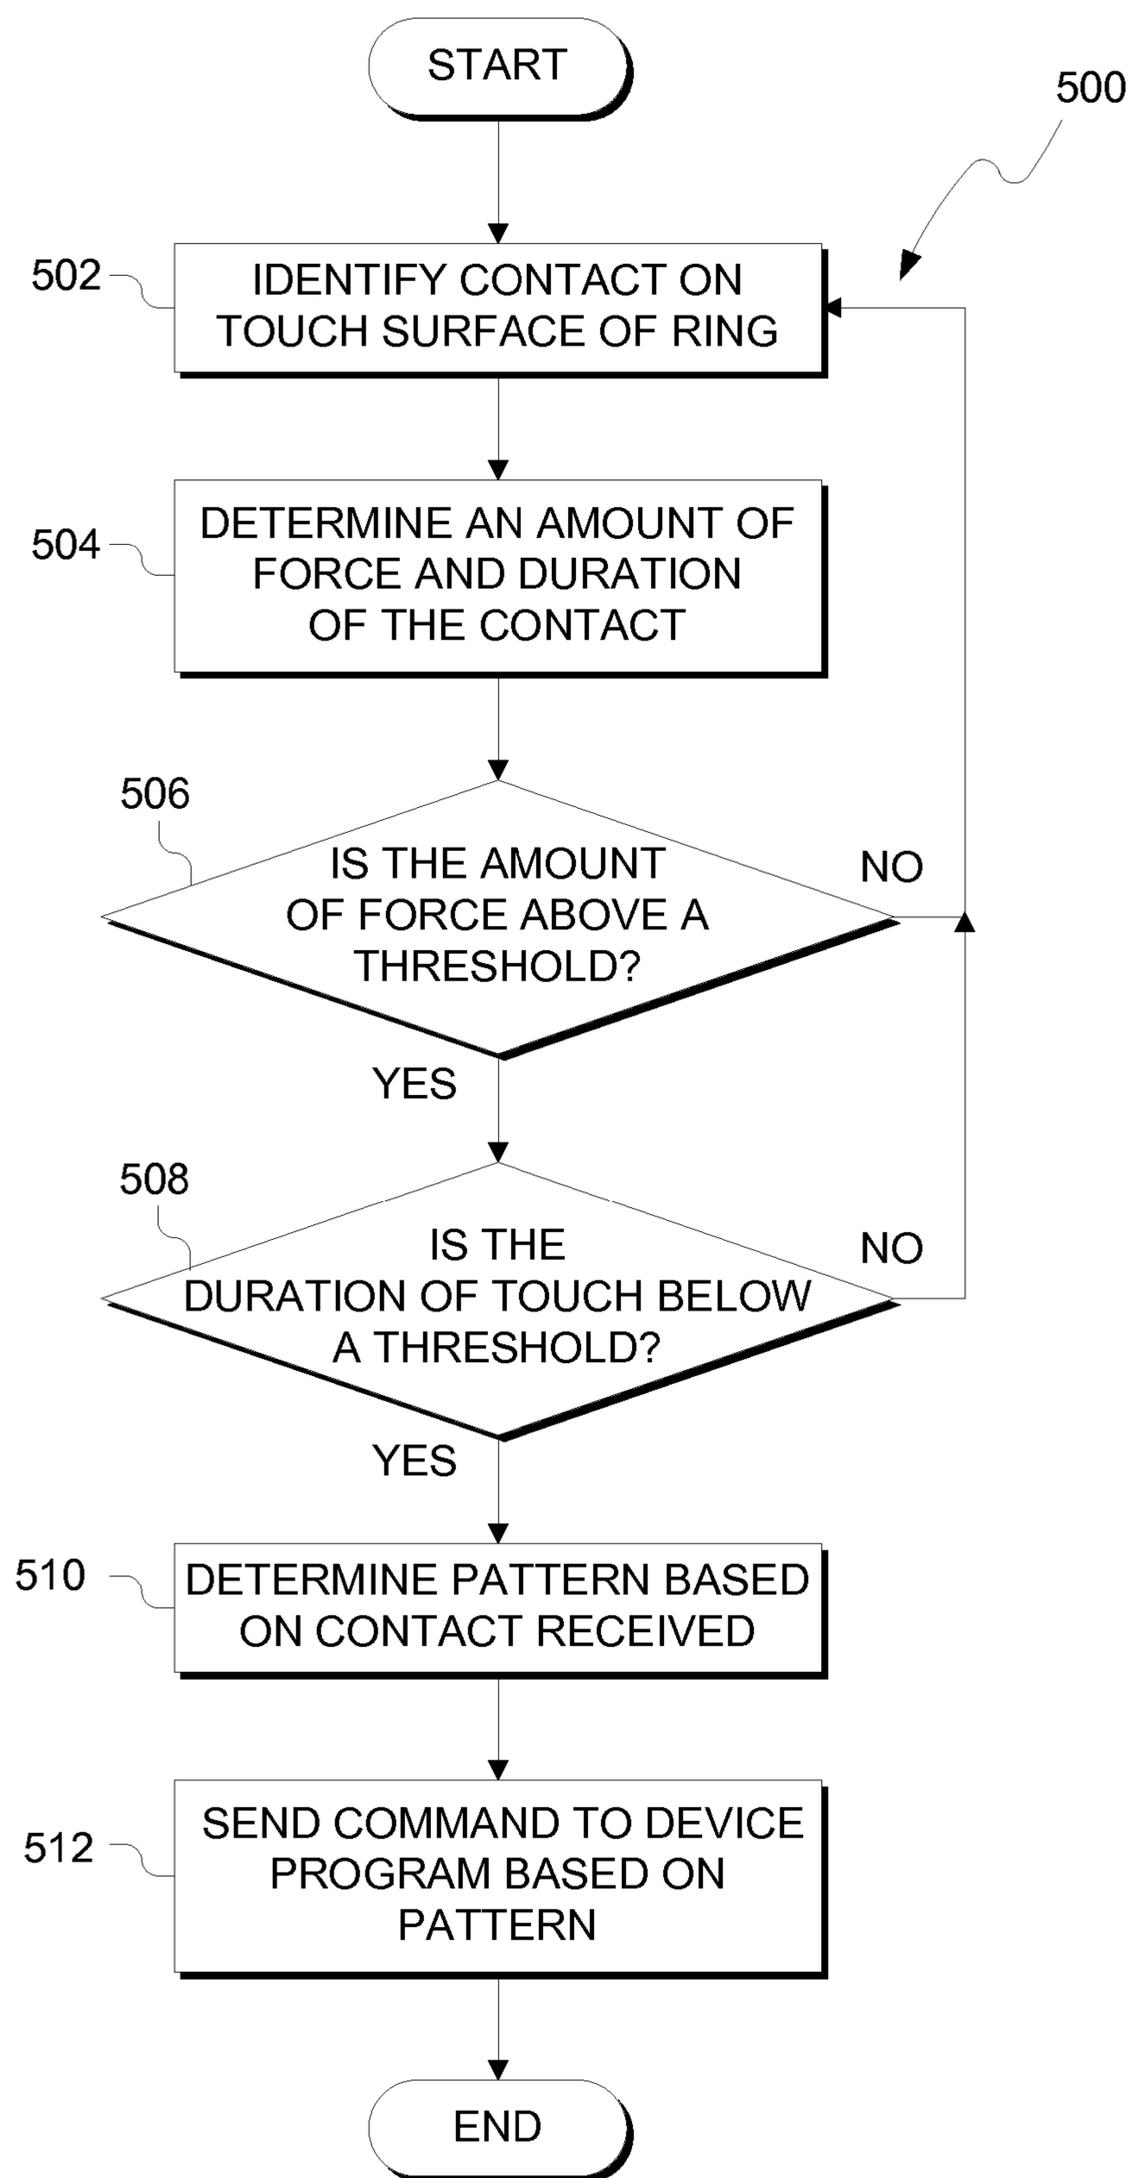 START
500
502
IDENTIFY CONTACT ON
TOUCH SURFACE OF RING
504
DETERMINE AN AMOUNT OF
FORCE AND DURATION
OF THE CONTACT
506
IS THE AMOUNT
OF FORCE ABOVE A
THRESHOLD?
NO
YES
508
IS THE
DURATION OF TOUCH BELOW
A THRESHOLD?
NO
YES
510
DETERMINE PATTERN BASED
ON CONTACT RECEIVED
512
SEND COMMAND TO DEVICE
PROGRAM BASED ON
PATTERN
END